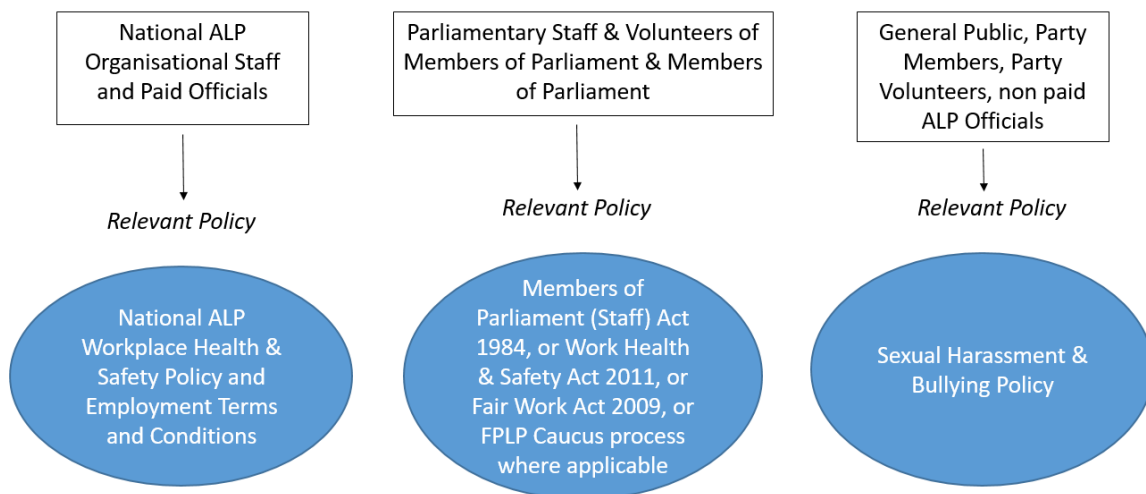 National ALP
Organisational Staff
and Paid Officials
Relevant Policy
National ALP
Workplace Health &
Safety Policy and
Employment Terms
and Conditions
Parliamentary Staff & Volunteers of
Members of Parliament & Members
of Parliament
Relevant Policy
Members of
Parliament (Staff) Act
1984, or Work Health
& Safety Act 2011, or
Fair Work Act 2009, or
FPLP Caucus process
where applicable
General Public, Party
Members, Party
Volunteers, non paid
ALP Officials
Relevant Policy
Sexual Harassment &
Bullying Policy